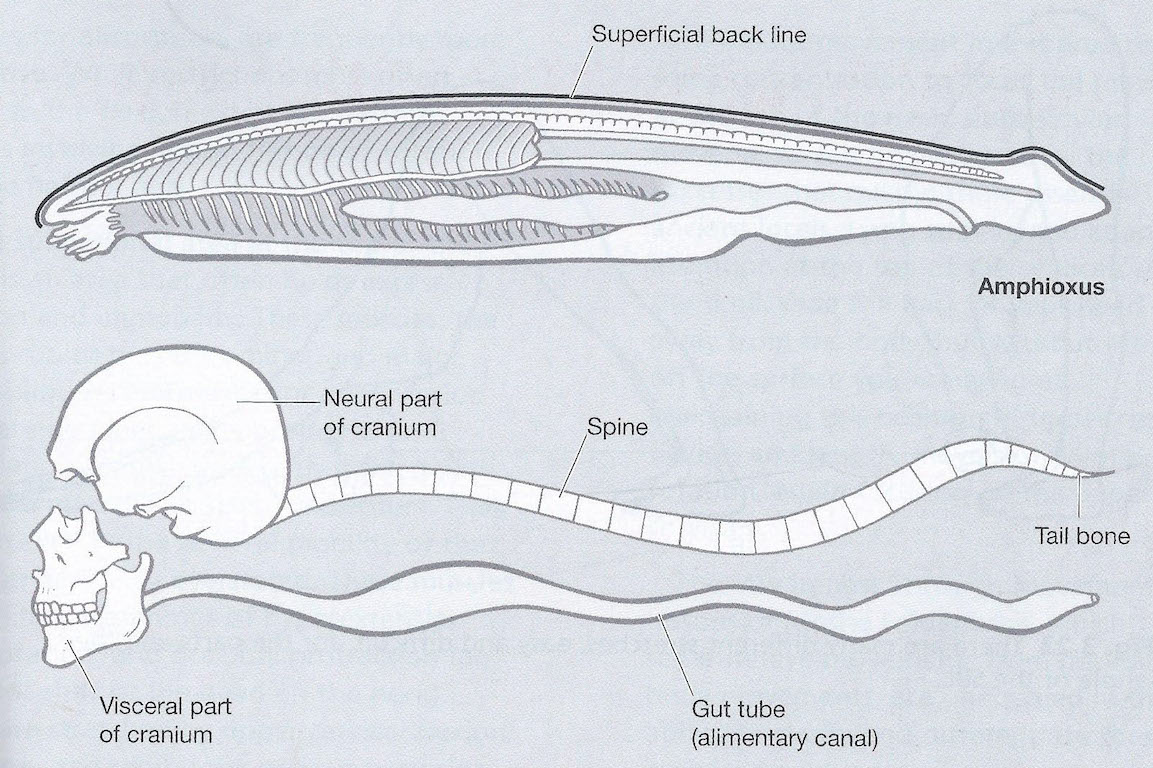 Superficial back line
Amphioxus
Neural part
of cranium
Spine
Tail bone
Visceral part
of cranium
Gut tube
(alimentary canal)